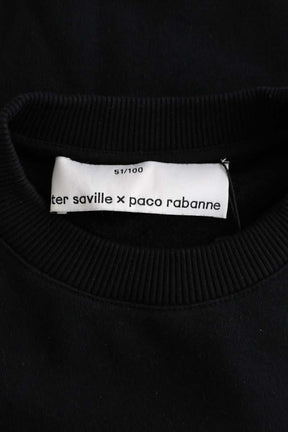 51/100
ter saville × paco rabanne